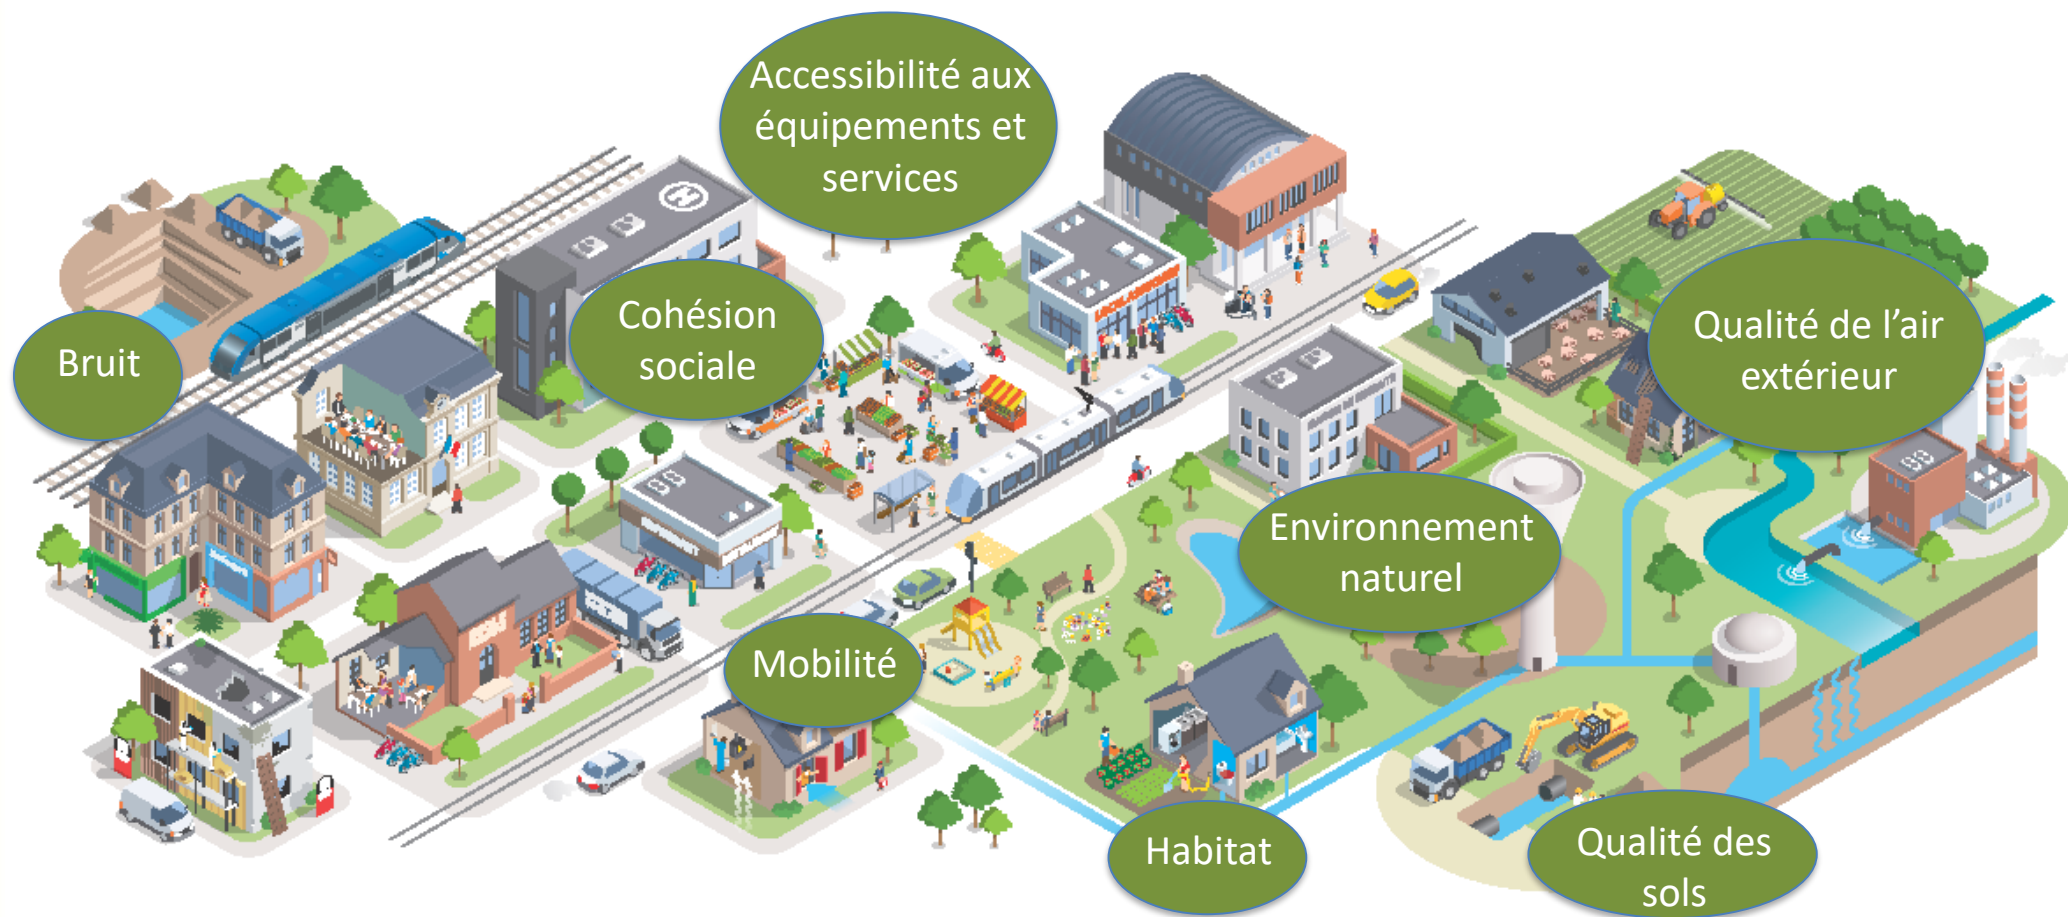 Accessibilité aux
équipements et
services
Bruit
Cohésion
sociale
Qualité de l’air
extérieur
Environnement
naturel
Mobilité
Habitat
Qualité des
sols
H